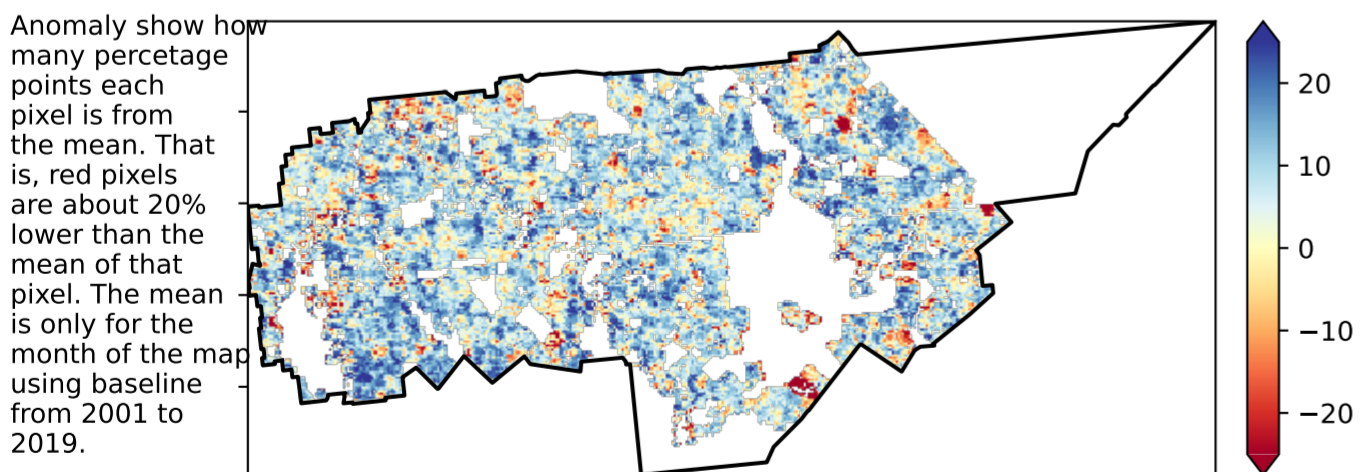 Anomaly show how
many percetage
points each
pixel is from
the mean. That
is, red pixels
are about 20%
lower than the
mean of that
pixel. The mean
is only for the
month of the map
using baseline
from 2001 to
2019.
20
10
0
−10
−20